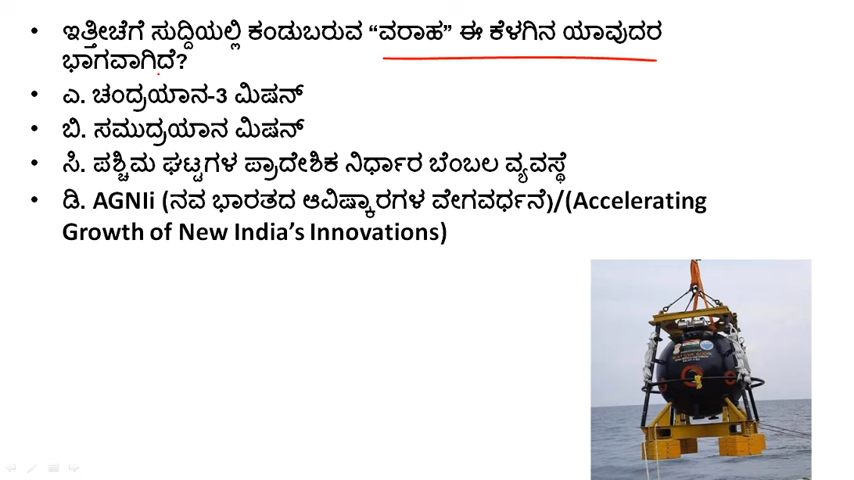 • ಇತ್ತೀಚೆಗೆ ಸುದ್ದಿಯಲ್ಲಿ ಕಂಡುಬರುವ “ವರಾಹ” ಈ ಕೆಳಗಿನ ಯಾವುದರ
ಭಾಗವಾಗಿದೆ?
• ಎ. ಚಂದ್ರಯಾನ-3 ಮಿಷನ್
• ಬಿ. ಸಮುದ್ರಯಾನ ಮಿಷನ್
• ಸಿ. ಪಶ್ಚಿಮ ಘಟ್ಟಗಳ ಪ್ರಾದೇಶಿಕ ನಿರ್ಧಾರ ಬೆಂಬಲ ವ್ಯವಸ್ಥೆ
• ಡಿ. AGNIi (ನವ ಭಾರತದ ಆವಿಷ್ಕಾರಗಳ ವೇಗವರ್ಧನೆ)/(Accelerating
Growth of New India’s Innovations)